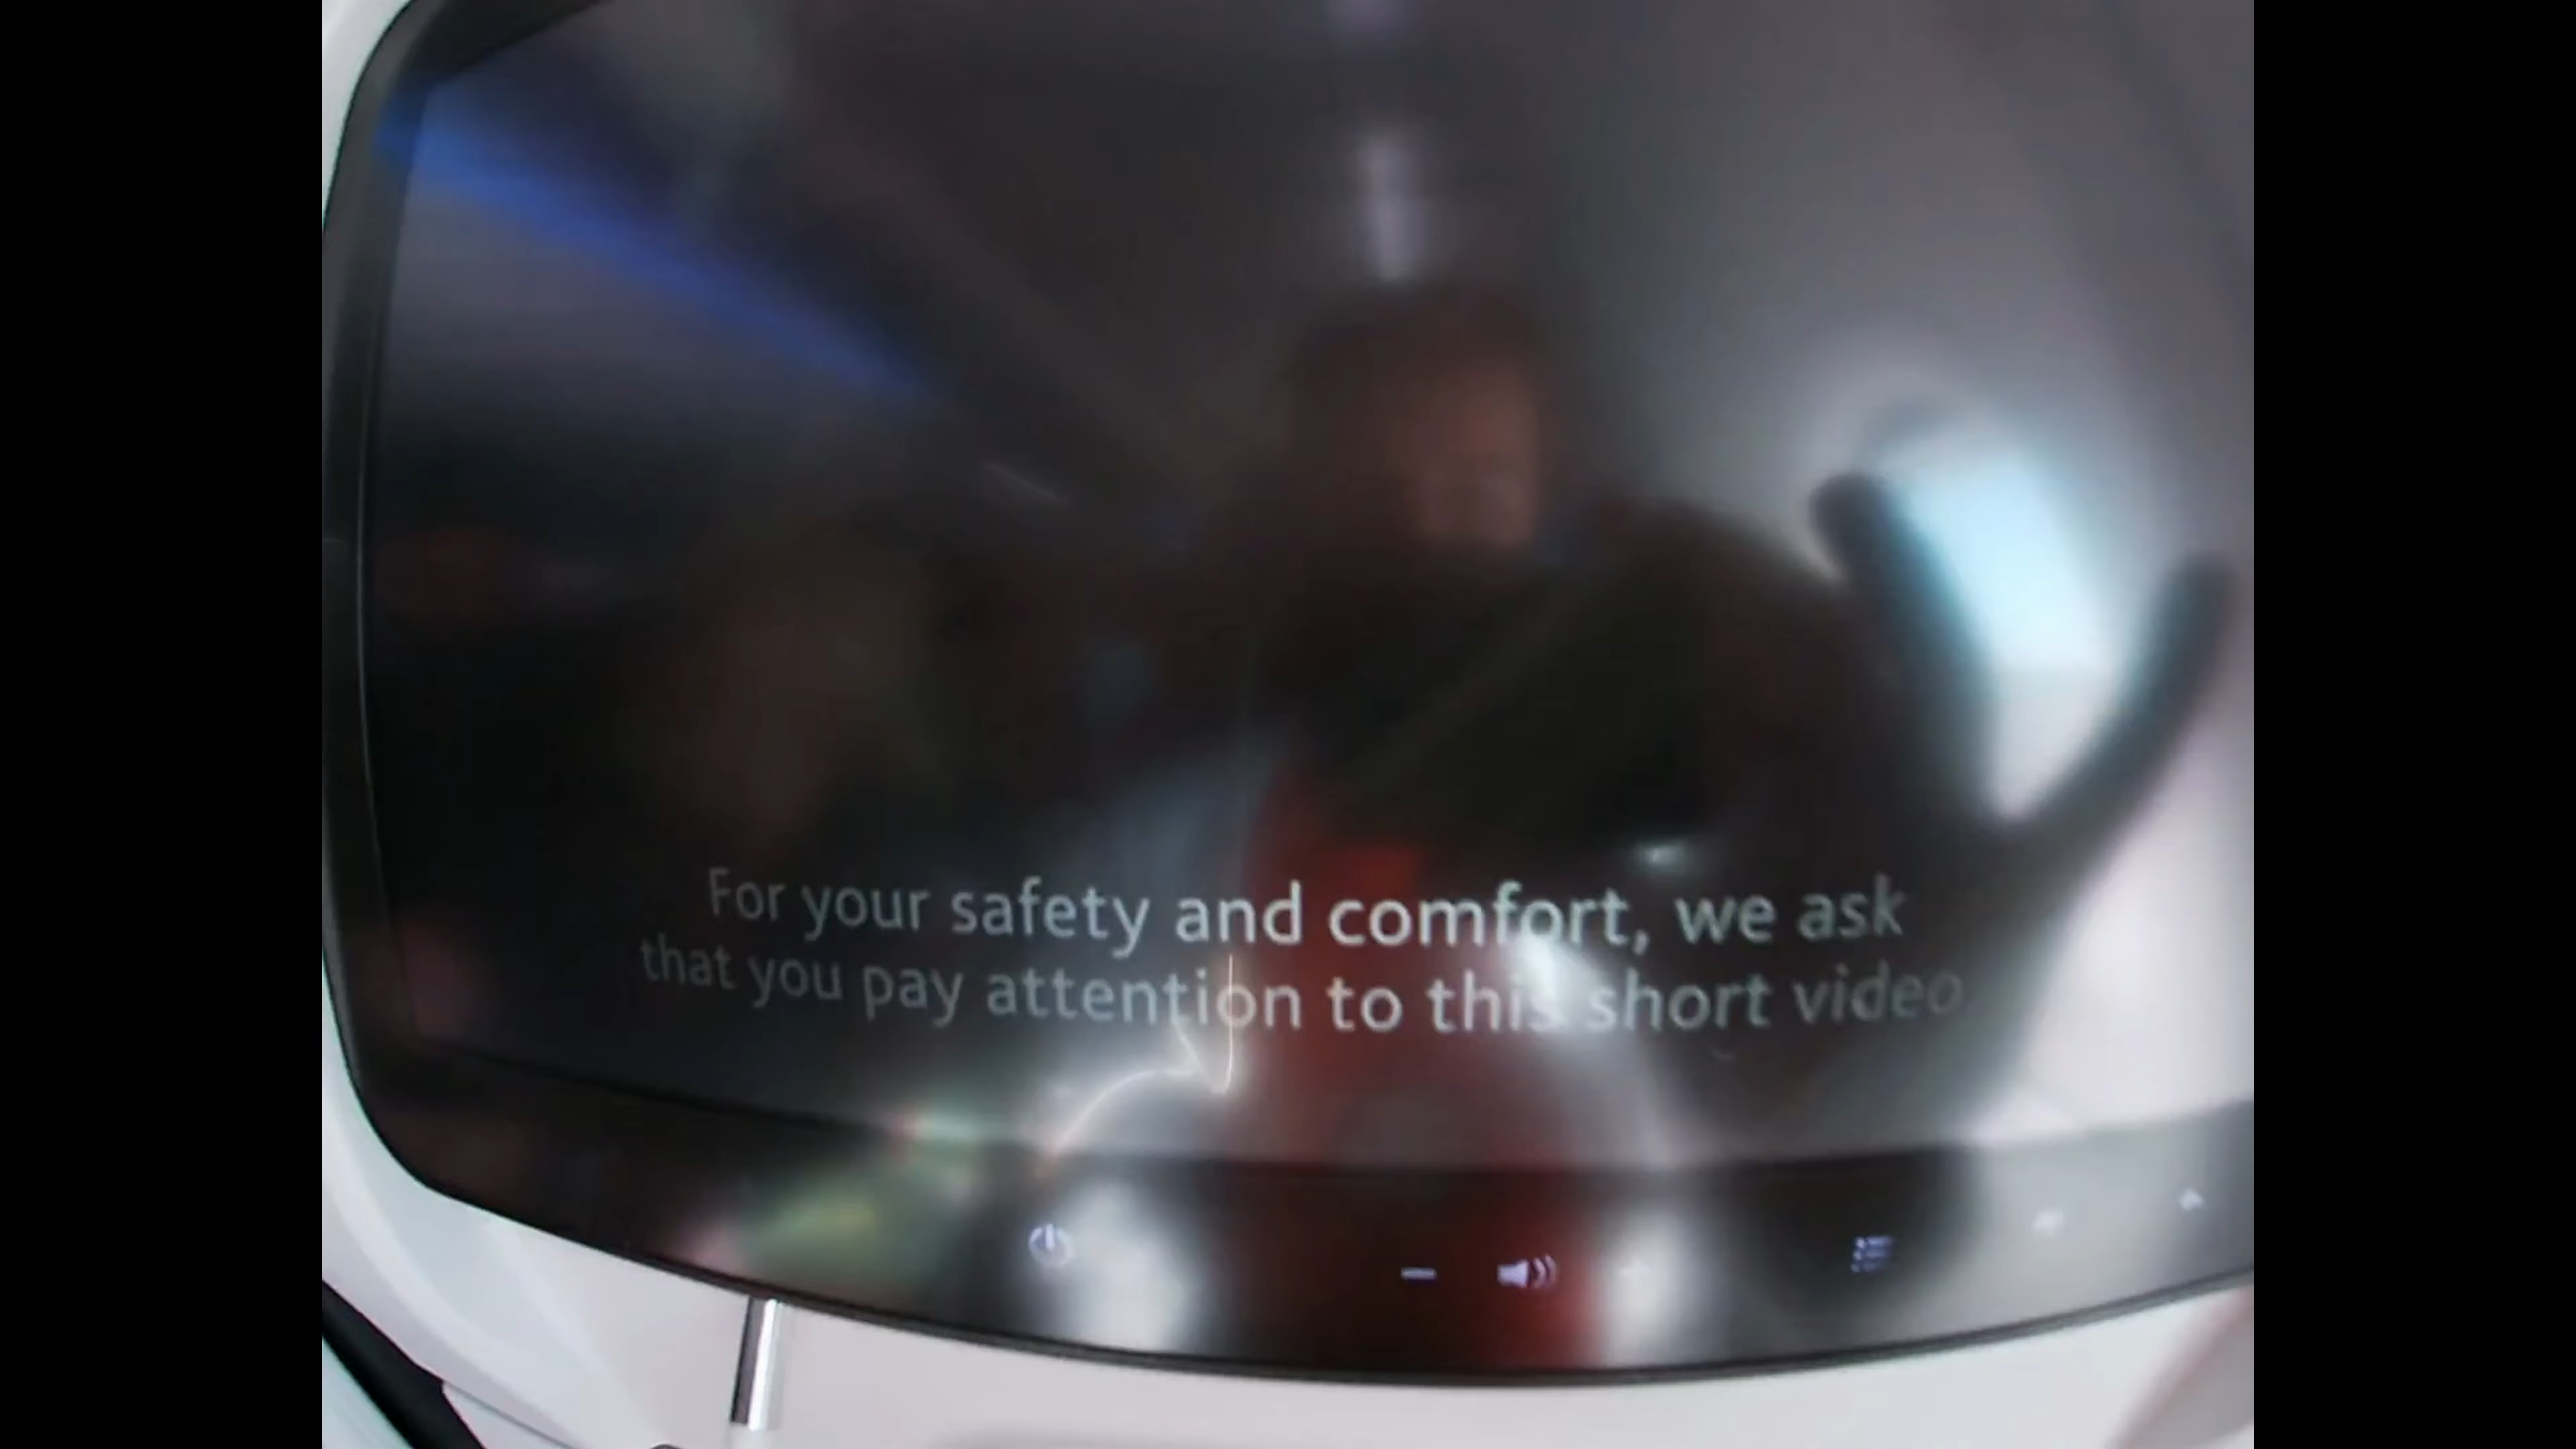 For your safety and comfort, we ask
that you pay attention to this short video